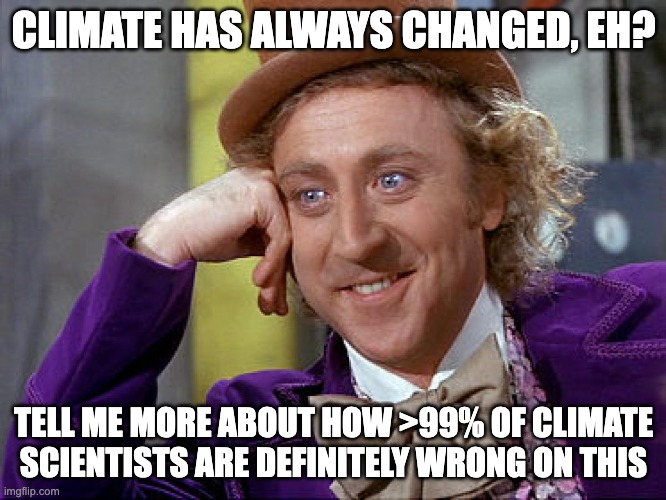 CLIMATE HAS ALWAYS CHANGED, EH?
TELL ME MORE ABOUT HOW >99% OF CLIMATE
SCIENTISTS ARE DEFINITELY WRONG ON THIS
imgflip.com